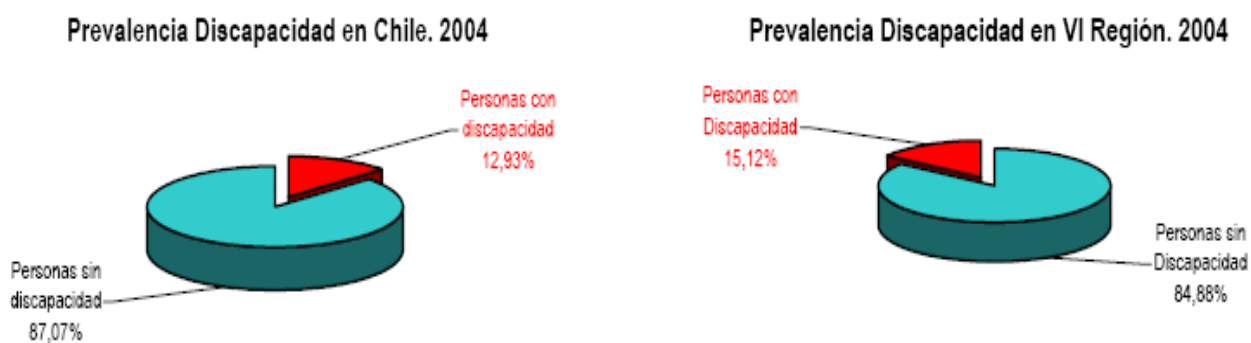 Prevalencia Discapacidad en Chile. 2004
Personas con
discapacidad
12,93%
Personas sin
discapacidad
87,07%
Prevalencia Discapacidad en VI Región. 2004
Personas con
Discapacidad
15,12%
Personas sin
Discapacidad
84,88%